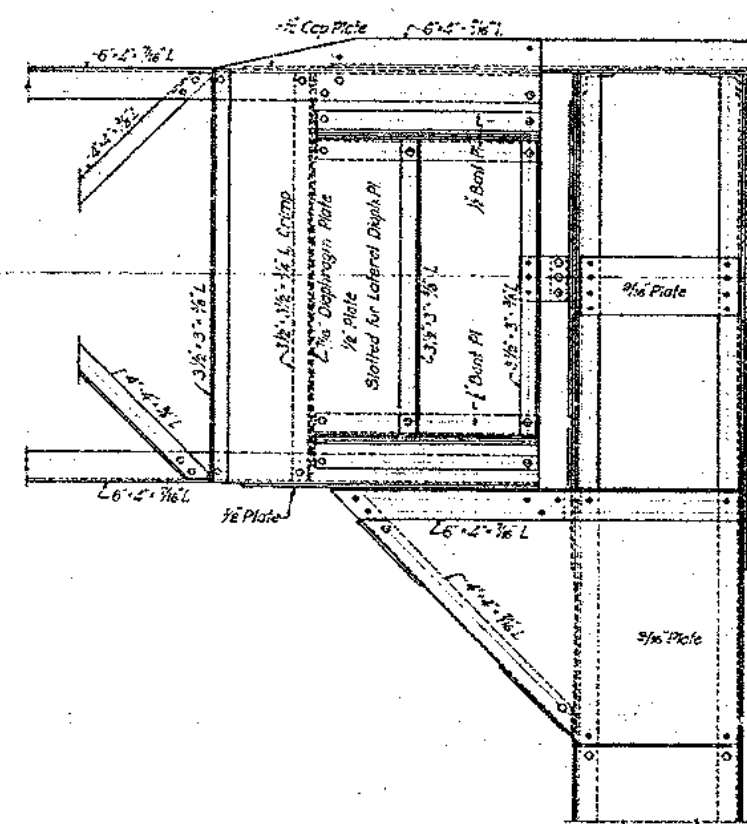 ½" Cap Plate
6"×4"×7/16" L
6"×4"×7/16" L
4"×4"×3/8" L
3½"×3"×3/8" L
3½"×3½"×¼" L Crimp
7/16" Diaphragm Plate
½" Plate
Slotted for Lateral Diaph. Pl.
3½"×3"×3/8" L
½" Bent Pl.
½" Bent Pl.
3½"×3"×3/8" L
9/16" Plate
4"×4"×3/8" L
6"×4"×7/16" L
½" Plate
6"×4"×7/16" L
4"×4"×7/16" L
Plate